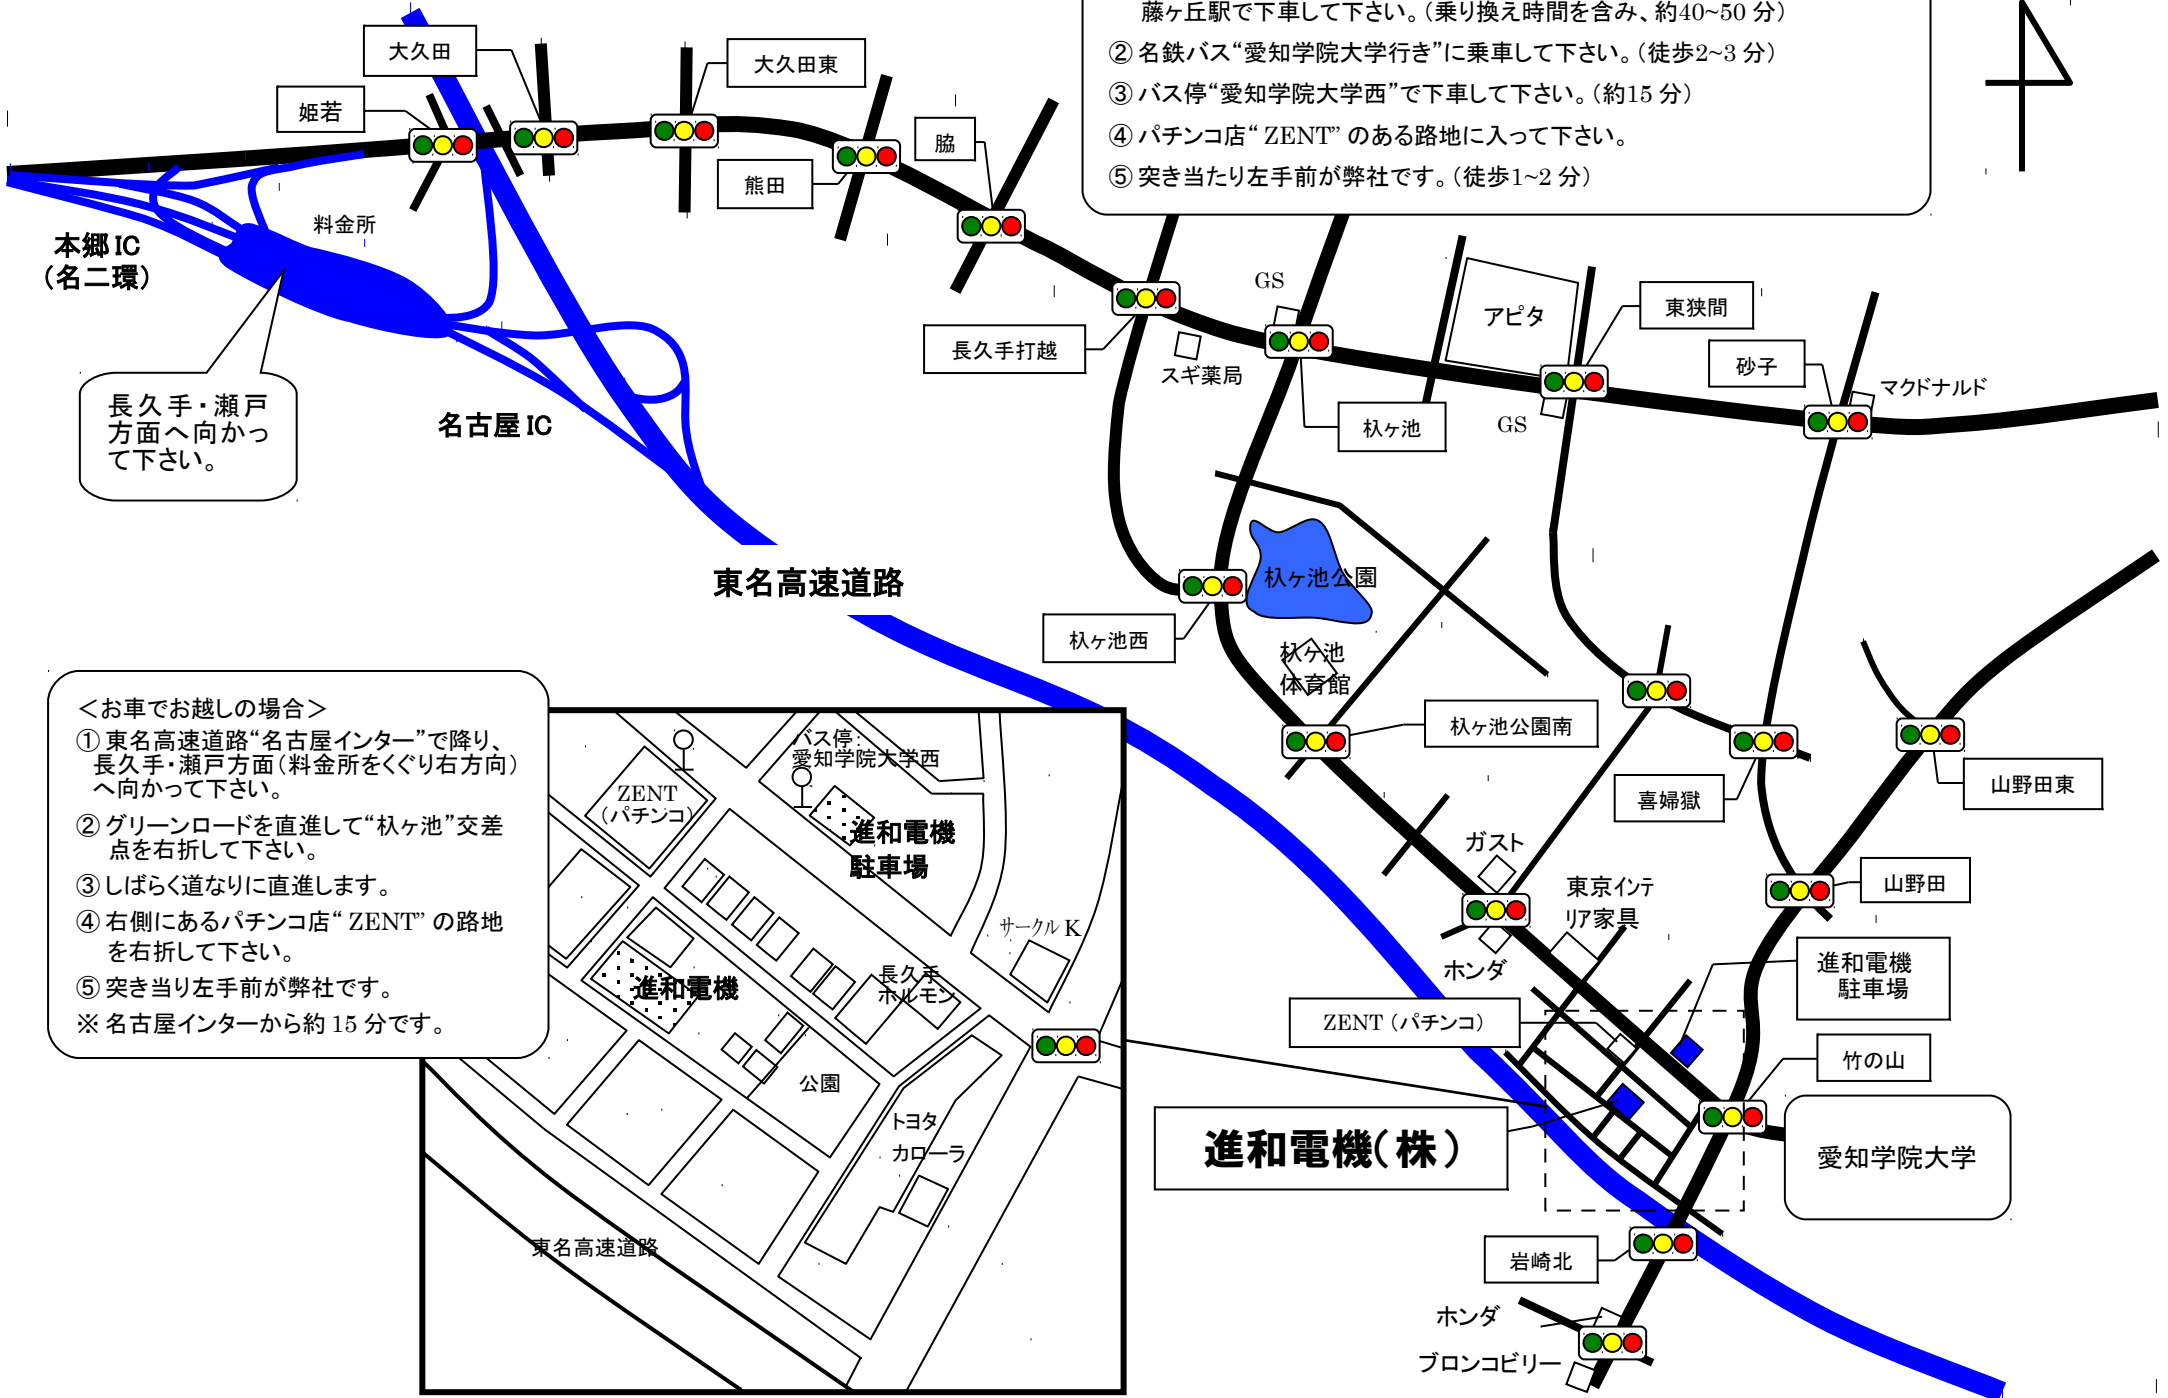 藤ヶ丘駅で下車して下さい。（乗り換え時間を含み、約40~50 分）
② 名鉄バス“愛知学院大学行き”に乗車して下さい。（徒歩2~3 分）
③ バス停“愛知学院大学西”で下車して下さい。（約15 分）
④ パチンコ店“ ZENT” のある路地に入って下さい。
⑤ 突き当たり左手前が弊社です。（徒歩1~2 分）
大久田
大久田東
姫若
熊田
脇
料金所
本郷 IC
（名二環）
長久手・瀬戸
方面へ向かっ
て下さい。
名古屋 IC
東名高速道路
長久手打越
スギ薬局
GS
杁ヶ池
アピタ
GS
東狭間
砂子
マクドナルド
杁ヶ池公園
杁ヶ池西
杁ヶ池
体育館
杁ヶ池公園南
喜婦獄
山野田東
山野田
ガスト
東京インテ
リア家具
ホンダ
ZENT （パチンコ）
進和電機
駐車場
竹の山
進和電機（株）
愛知学院大学
岩崎北
ホンダ
ブロンコビリー
＜お車でお越しの場合＞
① 東名高速道路“名古屋インター”で降り、
長久手・瀬戸方面（料金所をくぐり右方向）
へ向かって下さい。
② グリーンロードを直進して“杁ヶ池”交差
点を右折して下さい。
③ しばらく道なりに直進します。
④ 右側にあるパチンコ店“ ZENT” の路地
を右折して下さい。
⑤ 突き当り左手前が弊社です。
※ 名古屋インターから約 15 分です。
バス停：
愛知学院大学西
ZENT
（パチンコ）
進和電機
駐車場
サークル K
長久手
ホルモン
進和電機
公園
トヨタ
カローラ
東名高速道路